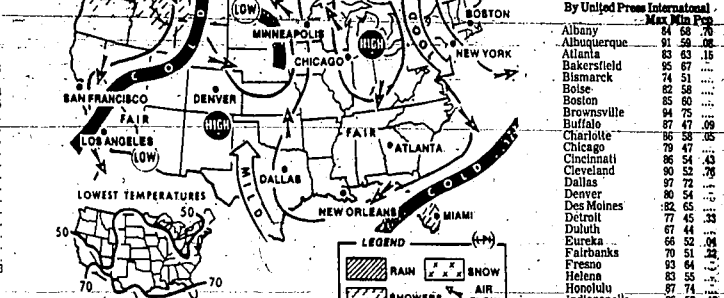 LOW
BOSTON
MINNEAPOLIS
COLD
CHICAGO
HIGH
COO
NEW YORK
SAN FRANCISCO
DENVER
FAIR
HIGH
LOS ANGELES
LOW
FAIR
ATLANTA
MILD
DALLAS
LOWEST TEMPERATURES
50
COLD
NEW ORLEANS
MIAMI
50
70
70
LEGEND
RAIN
SNOW
SHOWERS
AIR
By United Press International
Max Min Pcp
Albany 84 68 .70
Albuquerque 91 59 .08
Atlanta 83 63 .15
Bakersfield 95 67 ....
Bismarck 74 51 ....
Boise 82 58 ....
Boston 85 60 ....
Brownsville 94 75 ....
Buffalo 87 47 .09
Charlotte 86 58 .05
Chicago 79 47 ....
Cincinnati 86 54 .43
Cleveland 90 52 .76
Dallas 97 72 ....
Denver 80 54 ....
Des Moines 82 65 ....
Detroit 77 45 .33
Duluth 67 44 ....
Eureka 66 52 .04
Fairbanks 70 51 .22
Fresno 93 64 ....
Helena 83 55 ....
Honolulu 87 74 ....